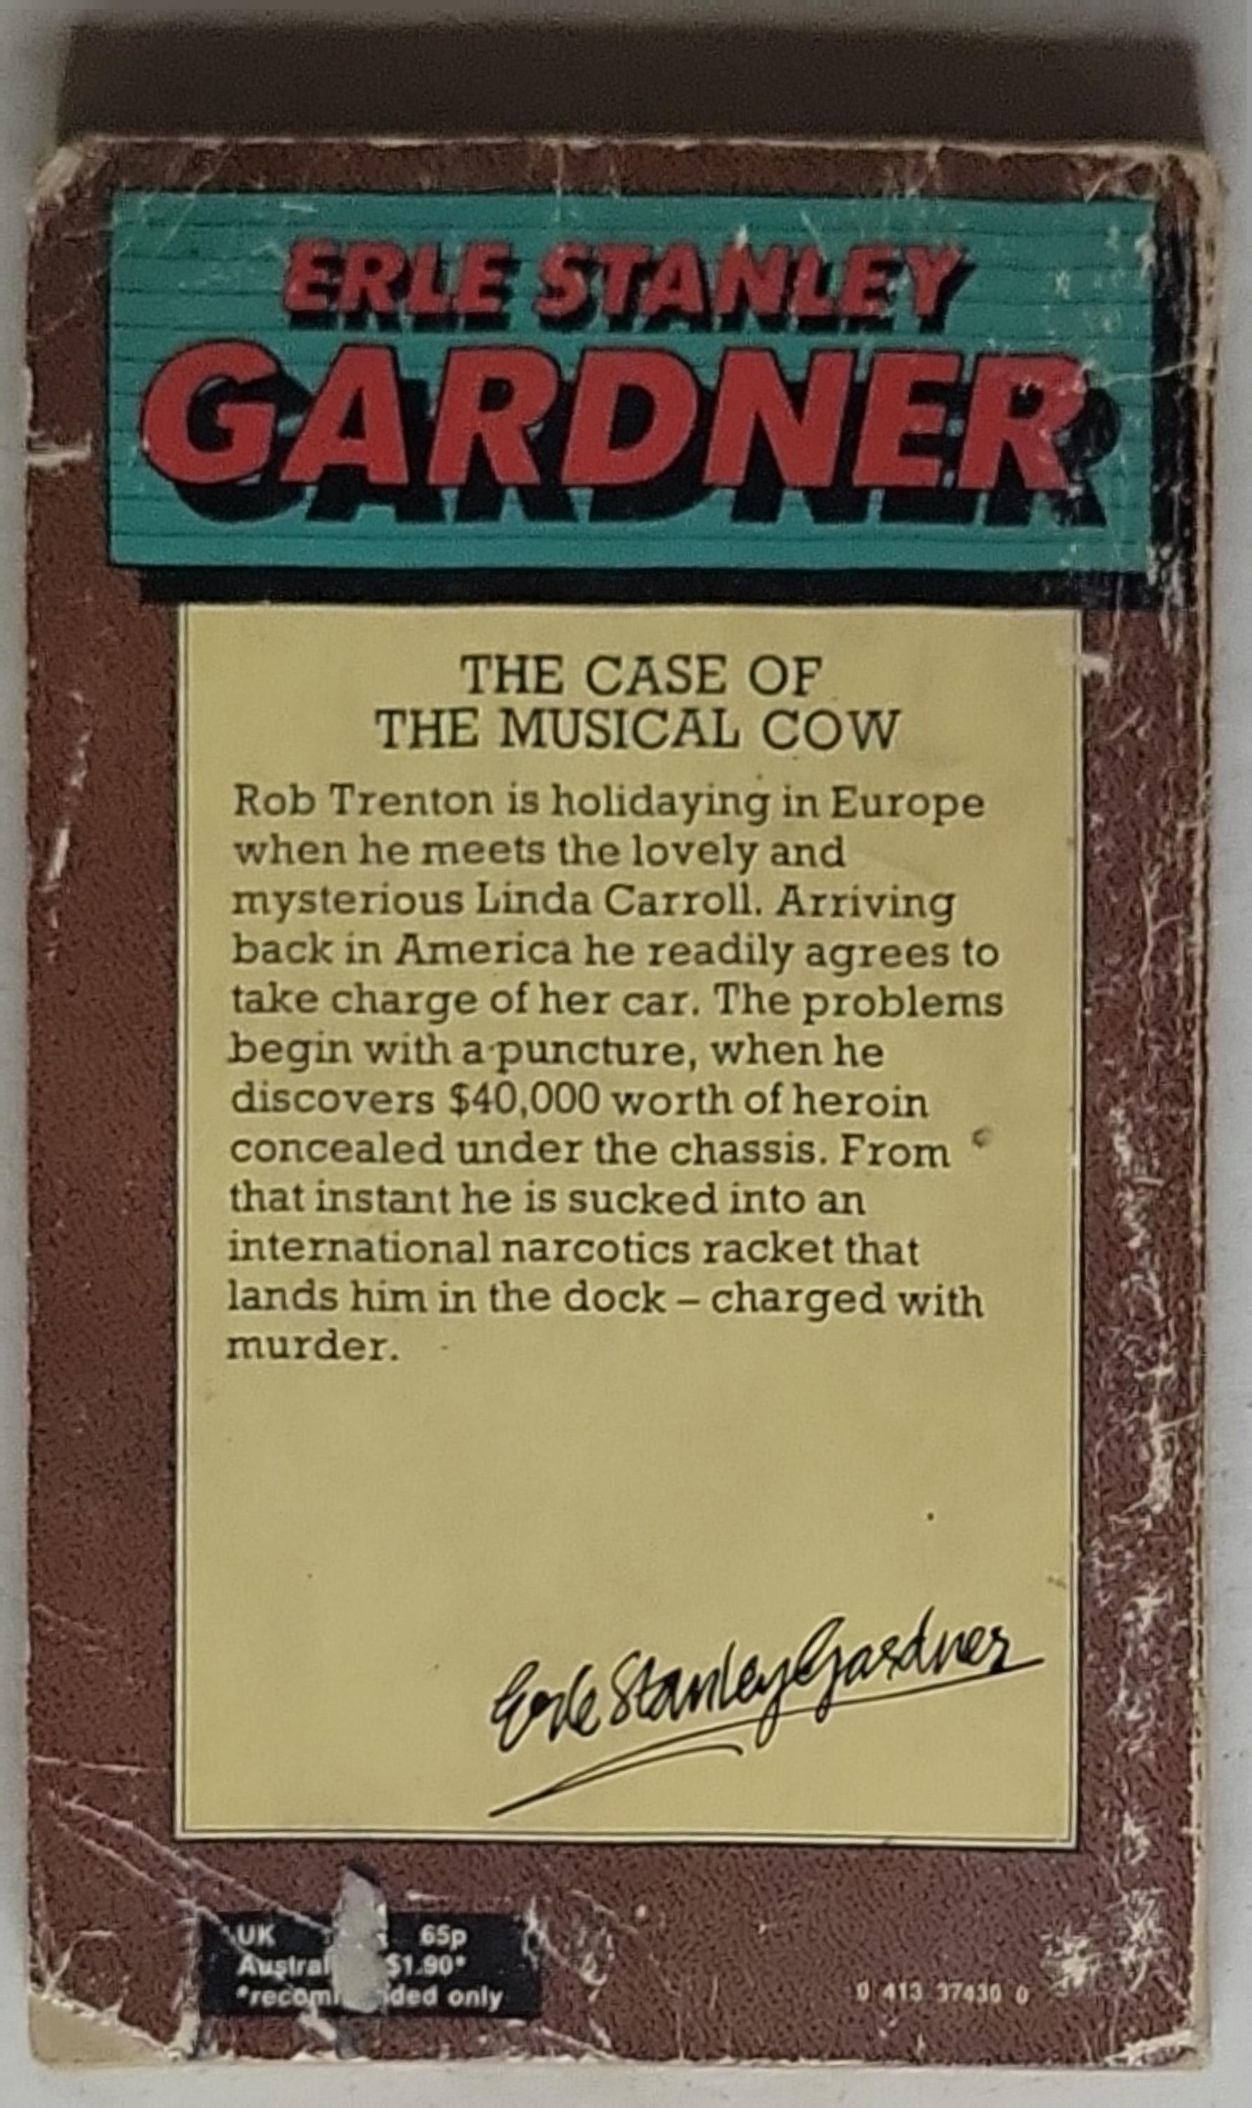 ERLE STANLEY
GARDNER
THE CASE OF
THE MUSICAL COW
Rob Trenton is holidaying in Europe
when he meets the lovely and
mysterious Linda Carroll. Arriving
back in America he readily agrees to
take charge of her car. The problems
begin with a puncture, when he
discovers $40,000 worth of heroin
concealed under the chassis. From
that instant he is sucked into an
international narcotics racket that
lands him in the dock – charged with
murder.
Erle Stanley Gardner
UK 65p
Austral $1.90*
*recom ded only
0 413 37430 0